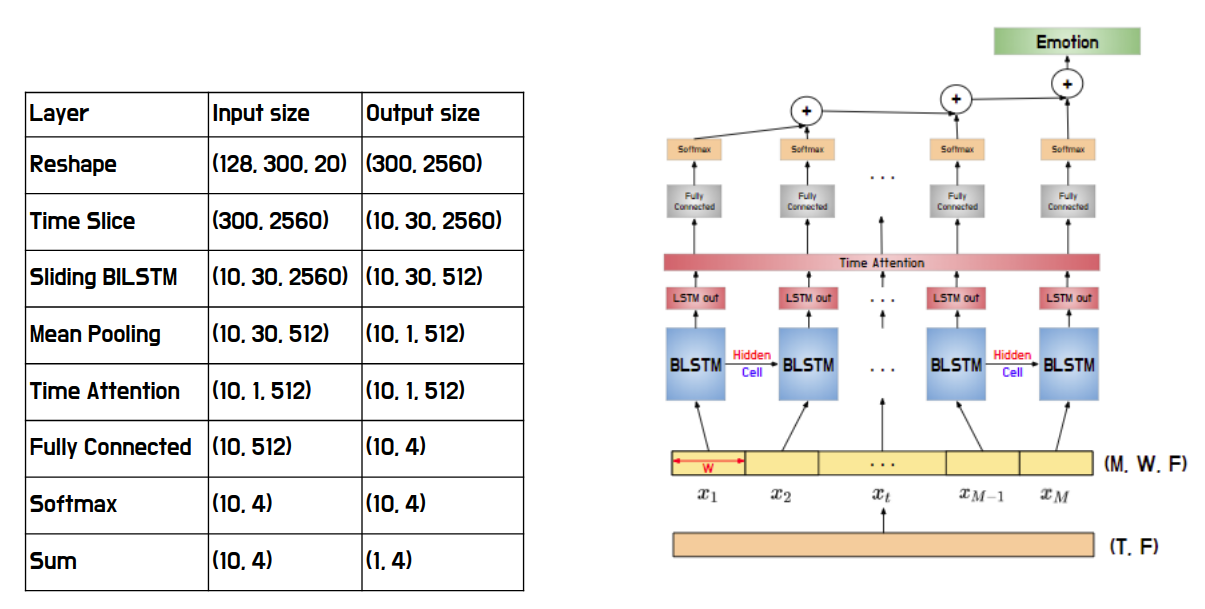 Layer Input size Output size
Reshape (128, 300, 20) (300, 2560)
Time Slice (300, 2560) (10, 30, 2560)
Sliding BILSTM (10, 30, 2560) (10, 30, 512)
Mean Pooling (10, 30, 512) (10, 1, 512)
Time Attention (10, 1, 512) (10, 1, 512)
Fully Connected (10, 512) (10, 4)
Softmax (10, 4) (10, 4)
Sum (10, 4) (1, 4)
Emotion
+ + +
Softmax Softmax Softmax Softmax
...
Fully Connected Fully Connected Fully Connected Fully Connected
Time Attention
LSTM out LSTM out ... LSTM out LSTM out
BLSTM Hidden Cell BLSTM ... BLSTM Hidden Cell BLSTM
W ... (M, W, F)
x₁ x₂ xₜ x_{M-1} x_M
(T, F)